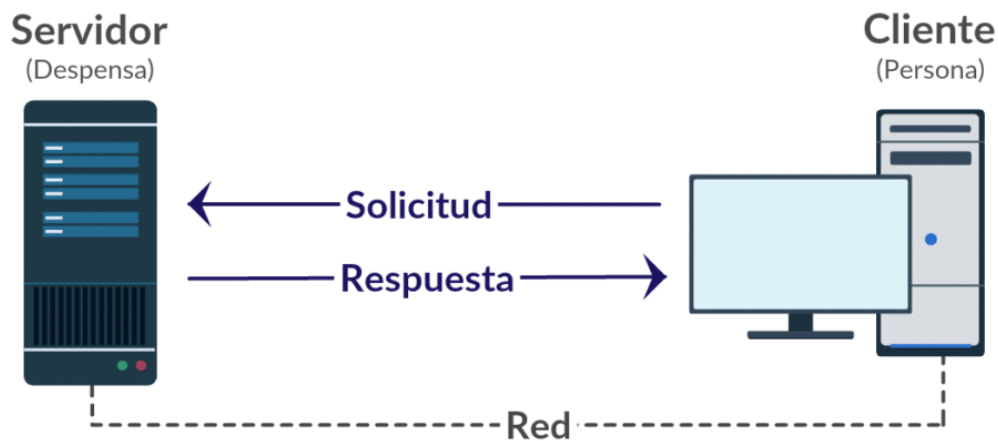 Servidor
(Despensa)
Cliente
(Persona)
Solicitud
Respuesta
Red